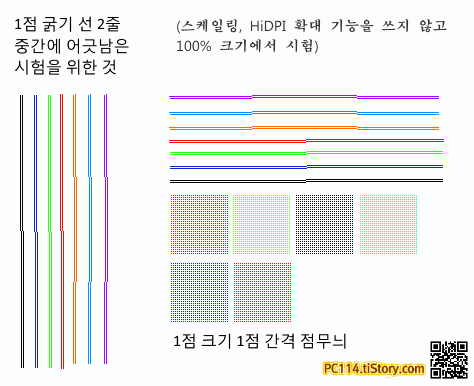 1점 굵기 선 2줄
중간에 어긋남은
시험을 위한 것
(스케일링, HiDPI 확대 기능을 쓰지 않고
100% 크기에서 시험)
1점 크기 1점 간격 점무늬
PC114.tiStory.com